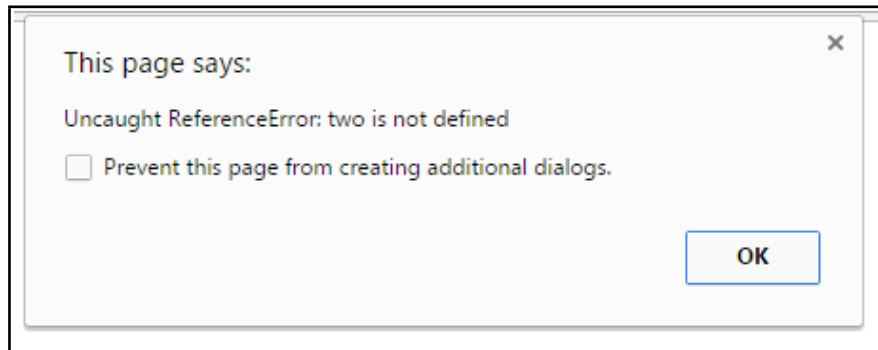 This page says:
Uncaught ReferenceError: two is not defined
Prevent this page from creating additional dialogs.
OK